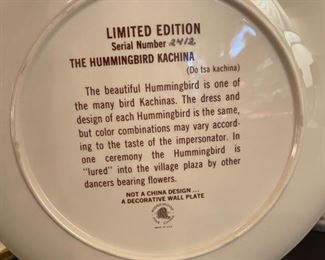 LIMITED EDITION
Serial Number 2412
THE HUMMINGBIRD KACHINA
(Do tsa kachina)
The beautiful Hummingbird is one of
the many bird Kachinas. The dress and
design of each Hummingbird is the same,
but color combinations may vary accord-
ing to the taste of the impersonator. In
one ceremony the Hummingbird is
"lured" into the village plaza by other
dancers bearing flowers.
NOT A CHINA DESIGN ...
A DECORATIVE WALL PLATE
MADE IN U.S.A.